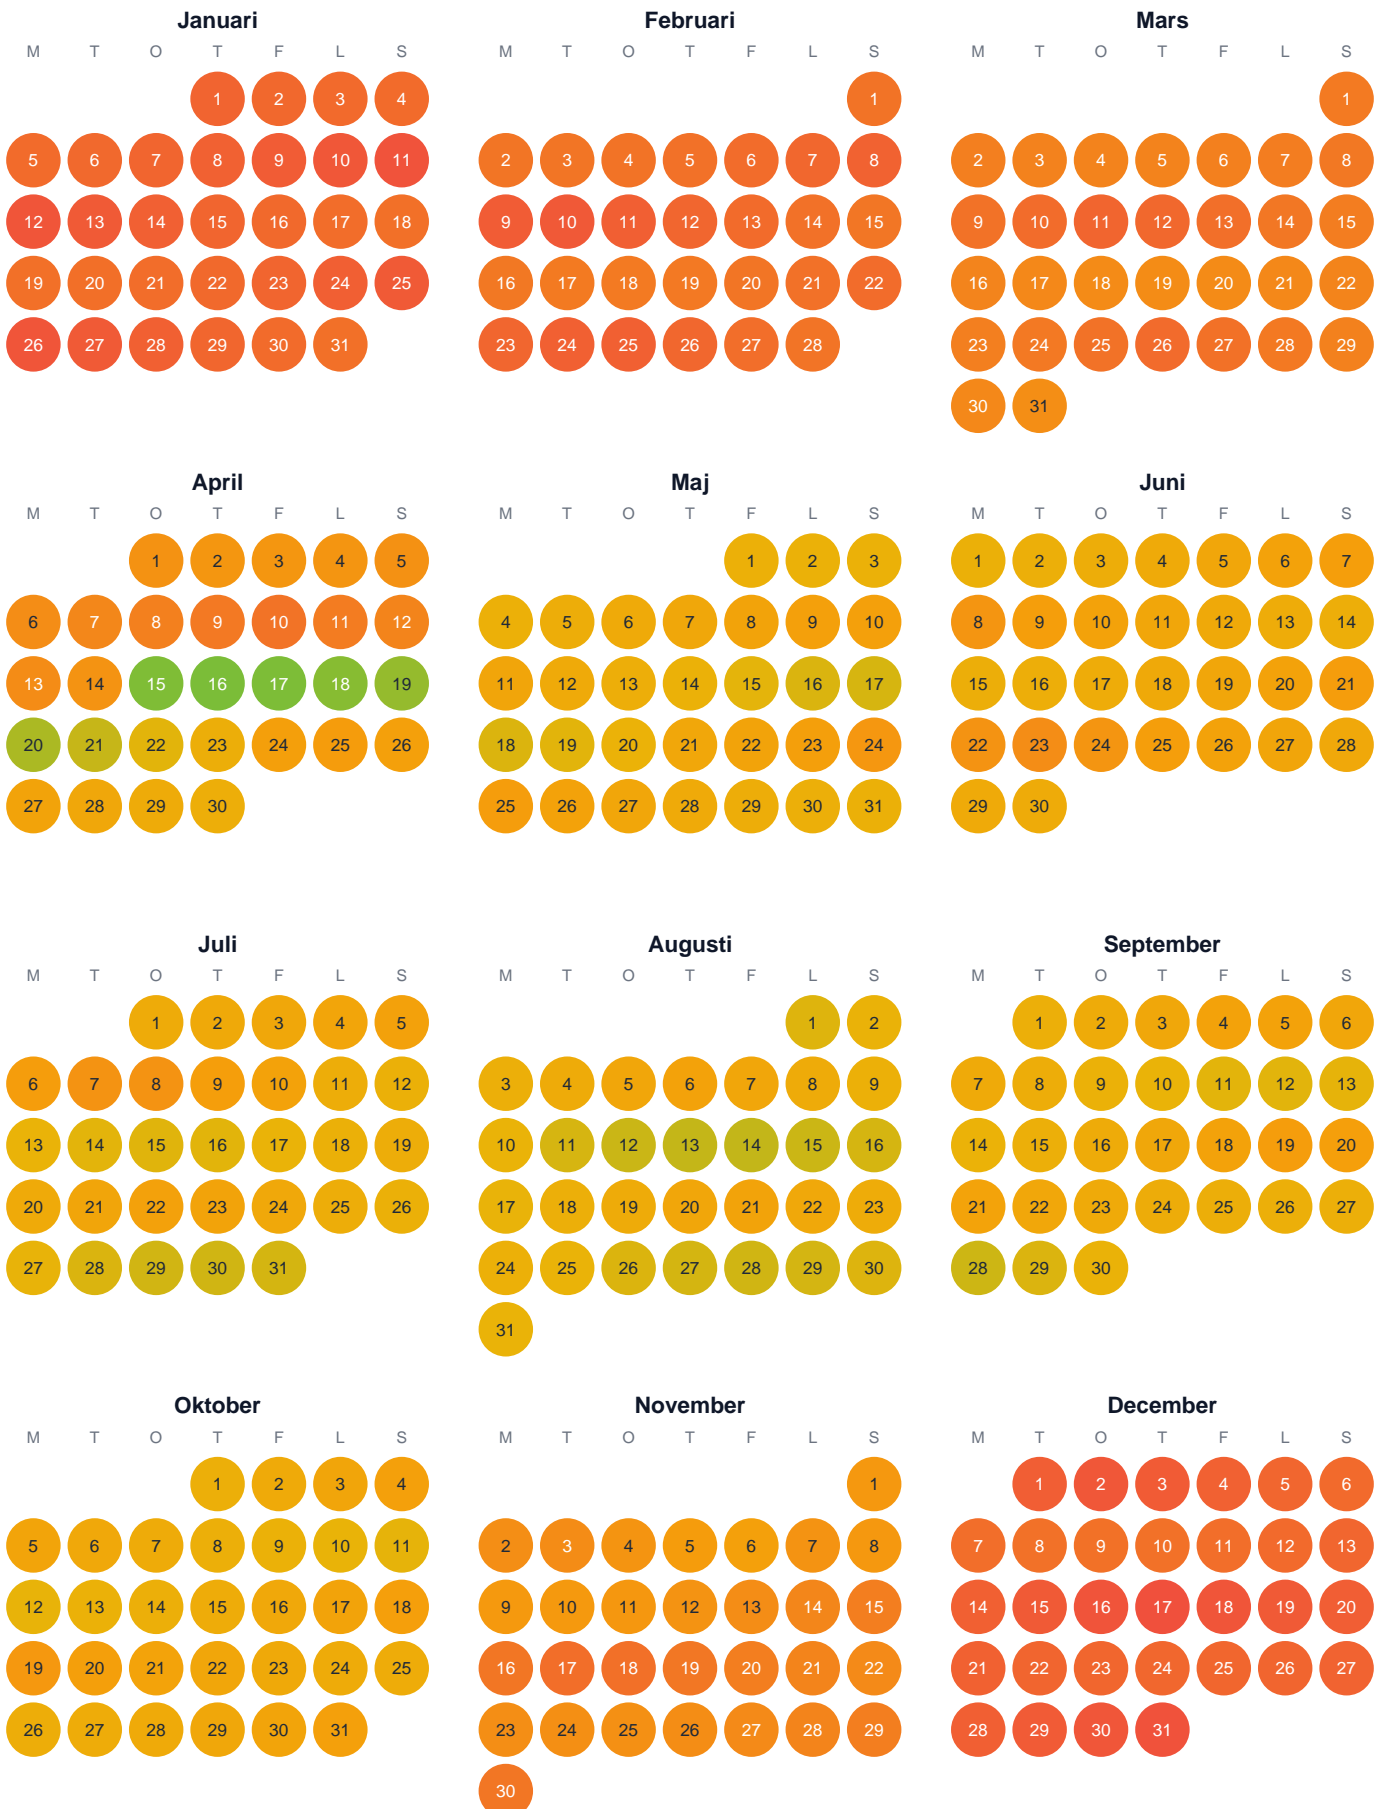 Januari Februari Mars
M T O T F L S M T O T F L S M T O T F L S
1 2 3 4 1 1
5 6 7 8 9 10 11 2 3 4 5 6 7 8 2 3 4 5 6 7 8
12 13 14 15 16 17 18 9 10 11 12 13 14 15 9 10 11 12 13 14 15
19 20 21 22 23 24 25 16 17 18 19 20 21 22 16 17 18 19 20 21 22
26 27 28 29 30 31 23 24 25 26 27 28 23 24 25 26 27 28 29
30 31
April Maj Juni
M T O T F L S M T O T F L S M T O T F L S
1 2 3 4 5 1 2 3 1 2 3 4 5 6 7
6 7 8 9 10 11 12 4 5 6 7 8 9 10 8 9 10 11 12 13 14
13 14 15 16 17 18 19 11 12 13 14 15 16 17 15 16 17 18 19 20 21
20 21 22 23 24 25 26 18 19 20 21 22 23 24 22 23 24 25 26 27 28
27 28 29 30 25 26 27 28 29 30 31 29 30
Juli Augusti September
M T O T F L S M T O T F L S M T O T F L S
1 2 3 4 5 1 2 1 2 3 4 5 6
6 7 8 9 10 11 12 3 4 5 6 7 8 9 7 8 9 10 11 12 13
13 14 15 16 17 18 19 10 11 12 13 14 15 16 14 15 16 17 18 19 20
20 21 22 23 24 25 26 17 18 19 20 21 22 23 21 22 23 24 25 26 27
27 28 29 30 31 24 25 26 27 28 29 30 28 29 30
31
Oktober November December
M T O T F L S M T O T F L S M T O T F L S
1 2 3 4 1 1 2 3 4 5 6
5 6 7 8 9 10 11 2 3 4 5 6 7 8 7 8 9 10 11 12 13
12 13 14 15 16 17 18 9 10 11 12 13 14 15 14 15 16 17 18 19 20
19 20 21 22 23 24 25 16 17 18 19 20 21 22 21 22 23 24 25 26 27
26 27 28 29 30 31 23 24 25 26 27 28 29 28 29 30 31
30